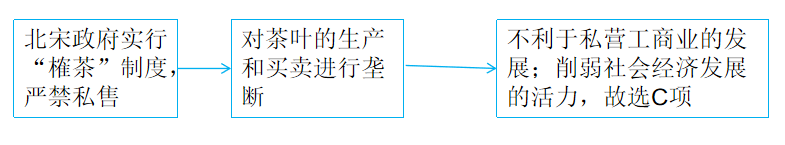 北宋政府实行
“榷茶”制度，
严禁私售
对茶叶的生产
和买卖进行垄
断
不利于私营工商业的发
展；削弱社会经济发展
的活力，故选C项